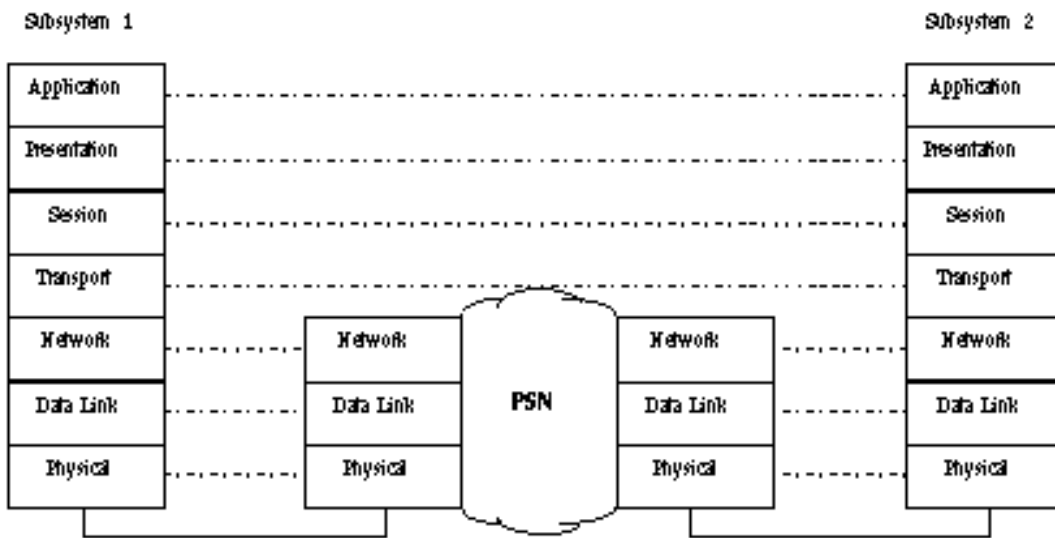 Subsystem 1 Subsystem 2
Application Application
Presentation Presentation
Session Session
Transport Transport
Network Network Network Network
Data Link Data Link PSN Data Link Data Link
Physical Physical Physical Physical